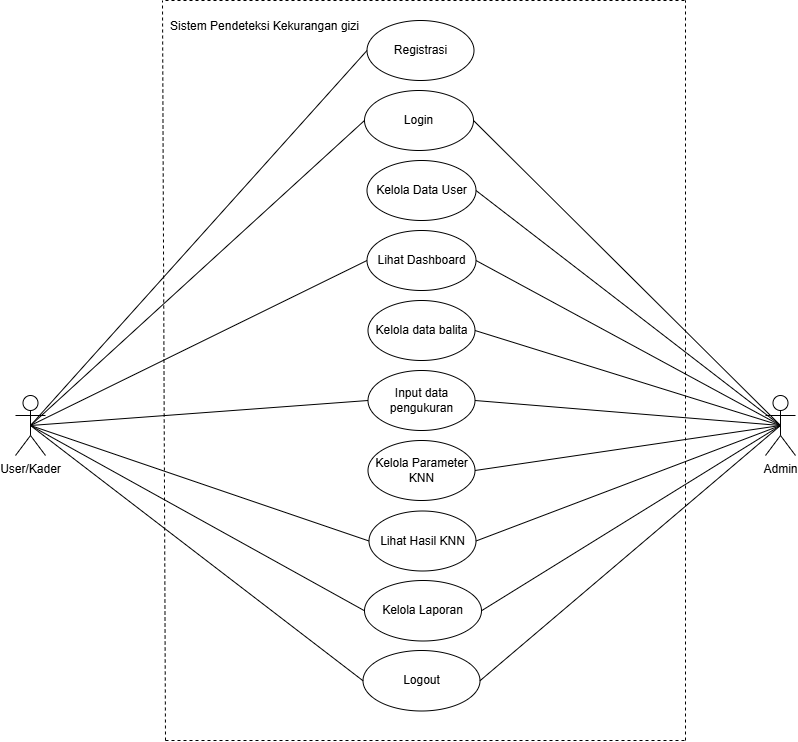 Sistem Pendeteksi Kekurangan gizi
Registrasi
Login
Kelola Data User
Lihat Dashboard
Kelola data balita
Input data
pengukuran
Kelola Parameter
KNN
User/Kader
Admin
Lihat Hasil KNN
Kelola Laporan
Logout